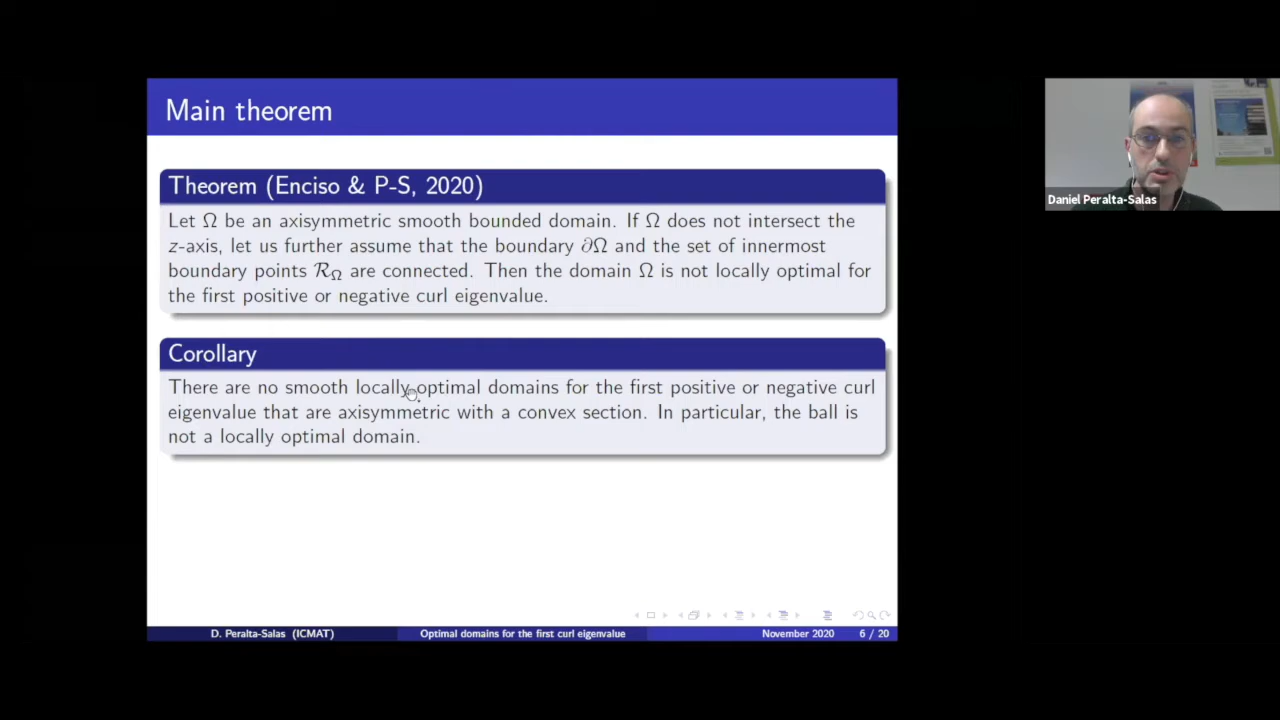 Main theorem
Theorem (Enciso & P-S, 2020)
Let Ω be an axisymmetric smooth bounded domain. If Ω does not intersect the
z-axis, let us further assume that the boundary ∂Ω and the set of innermost
boundary points ℛ_Ω are connected. Then the domain Ω is not locally optimal for
the first positive or negative curl eigenvalue.
Corollary
There are no smooth locally optimal domains for the first positive or negative curl
eigenvalue that are axisymmetric with a convex section. In particular, the ball is
not a locally optimal domain.
D. Peralta-Salas (ICMAT) Optimal domains for the first curl eigenvalue November 2020 6 / 20
Daniel Peralta-Salas